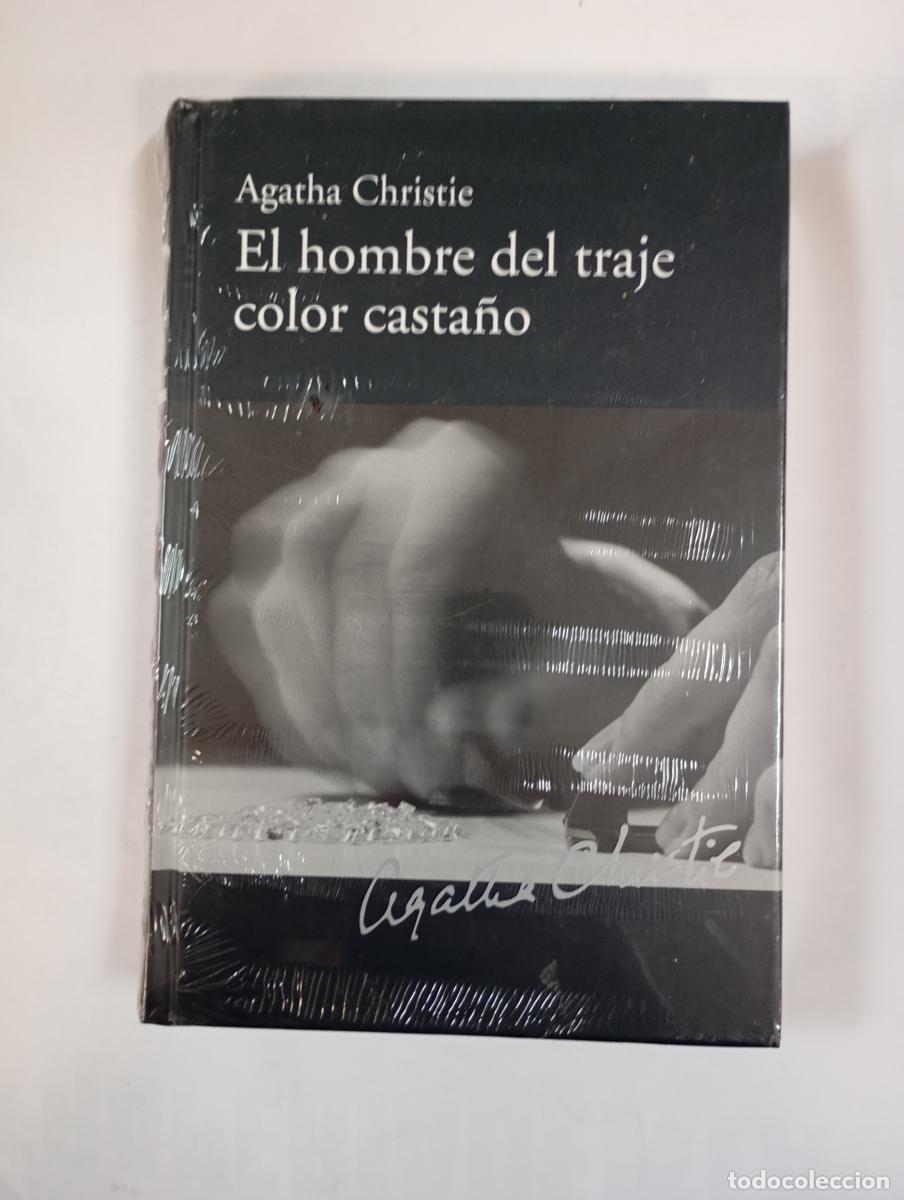 Agatha Christie
El hombre del traje
color castaño
Agatha Christie
todocoleccion